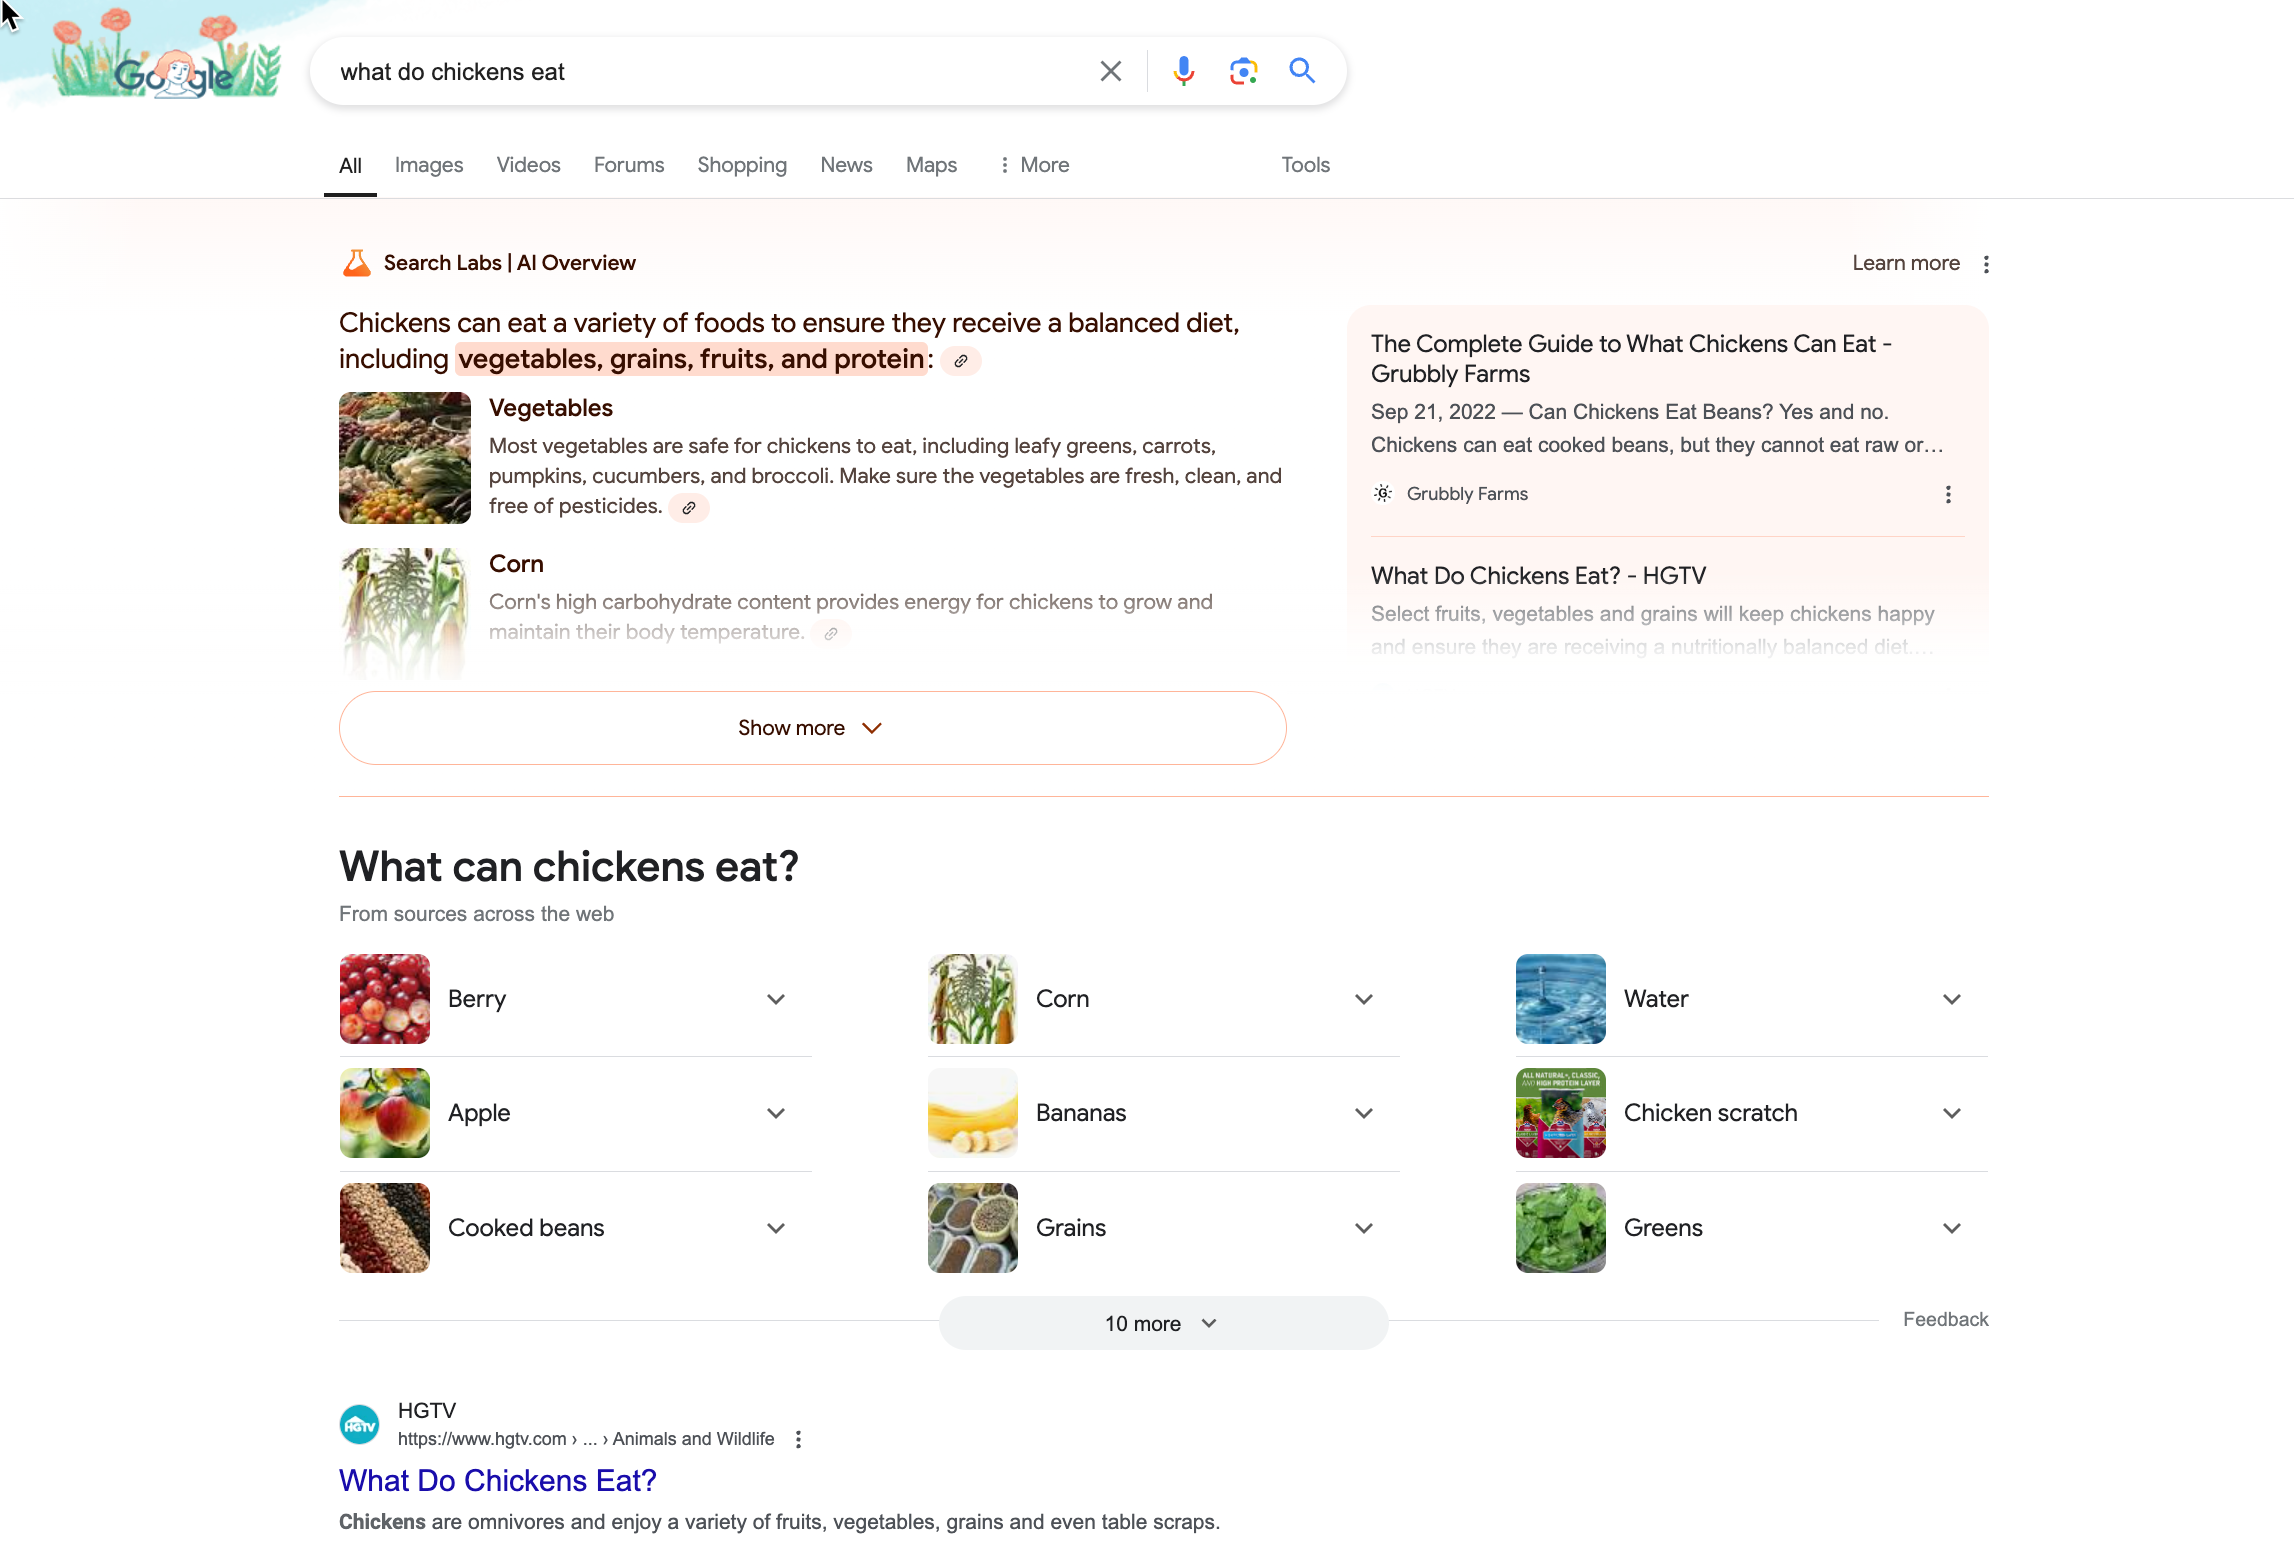 Google
what do chickens eat
All Images Videos Forums Shopping News Maps More Tools
Search Labs | AI Overview
Learn more
Chickens can eat a variety of foods to ensure they receive a balanced diet,
including vegetables, grains, fruits, and protein:
Vegetables
Most vegetables are safe for chickens to eat, including leafy greens, carrots,
pumpkins, cucumbers, and broccoli. Make sure the vegetables are fresh, clean, and
free of pesticides.
Corn
Corn's high carbohydrate content provides energy for chickens to grow and
maintain their body temperature.
Show more
The Complete Guide to What Chickens Can Eat -
Grubbly Farms
Sep 21, 2022 — Can Chickens Eat Beans? Yes and no.
Chickens can eat cooked beans, but they cannot eat raw or…
Grubbly Farms
What Do Chickens Eat? - HGTV
Select fruits, vegetables and grains will keep chickens happy
and ensure they are receiving a nutritionally balanced diet.…
What can chickens eat?
From sources across the web
Berry
Corn
Water
Apple
Bananas
ALL NATURAL, CLASSIC,
AND HIGH PROTEIN LAYER
Chicken scratch
Cooked beans
Grains
Greens
10 more
Feedback
HGTV
HGTV
https://www.hgtv.com › ... › Animals and Wildlife
What Do Chickens Eat?
Chickens are omnivores and enjoy a variety of fruits, vegetables, grains and even table scraps.